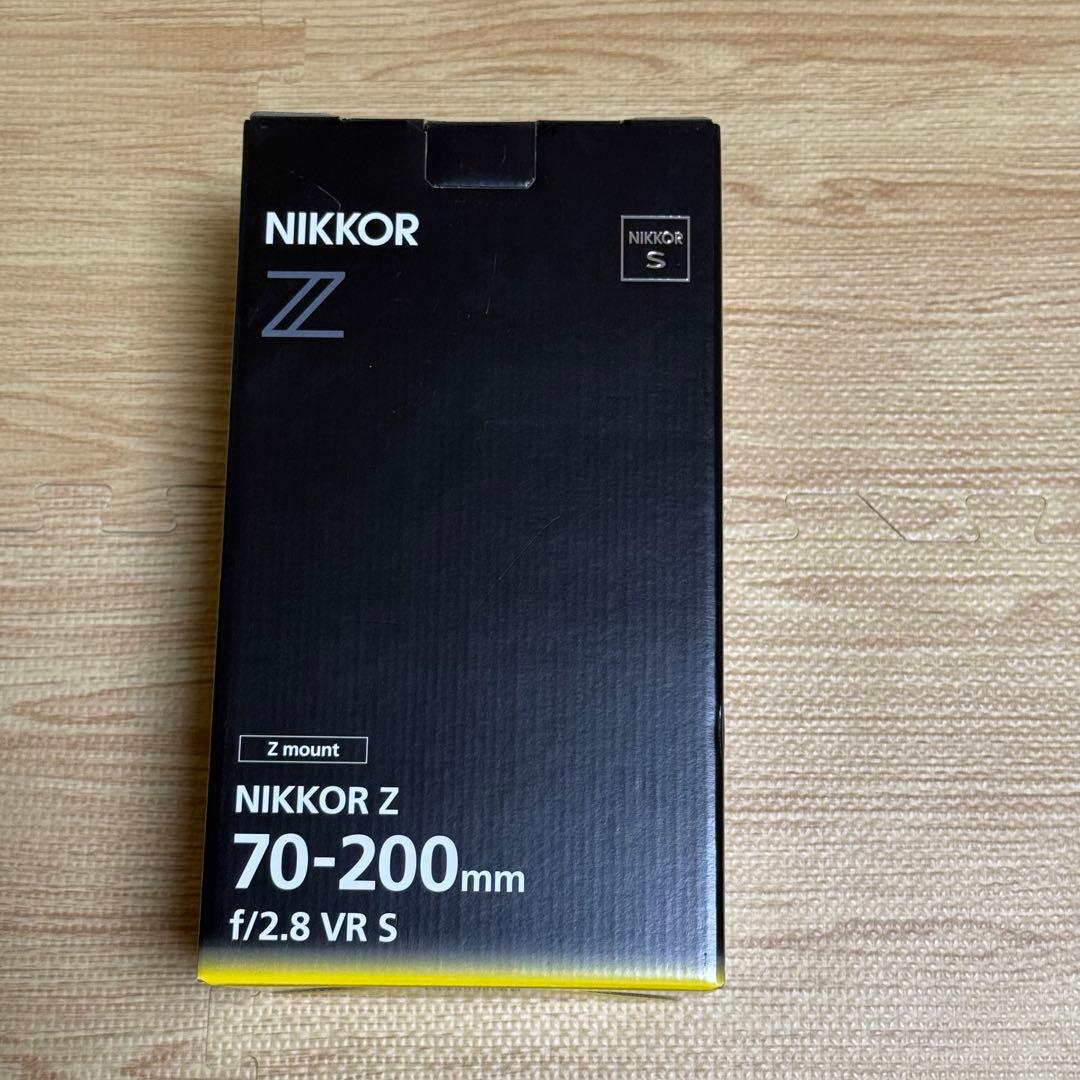 NIKKOR
Z
NIKKOR
S
Z mount
NIKKOR Z
70-200mm
f/2.8 VR S